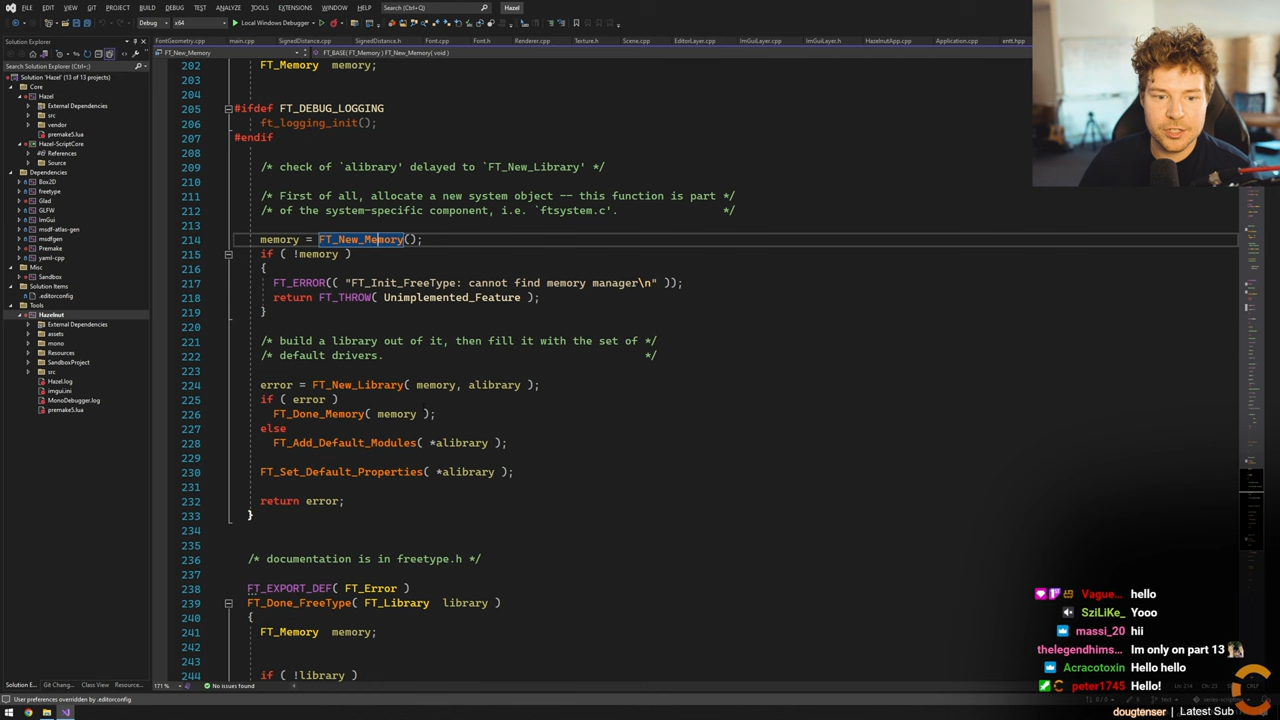 FILE EDIT VIEW GIT PROJECT BUILD DEBUG TEST ANALYZE TOOLS EXTENSIONS WINDOW HELP Search (Ctrl+;) Hazel
Debug x64 Local Windows Debugger
Solution Explorer
Search Solution Explorer (Ctrl+;)
Solution 'Hazel' (13 of 13 projects)
Core
Hazel
External Dependencies
src
vendor
premake5.lua
Hazel-ScriptCore
References
Source
Dependencies
Box2D
freetype
Glad
GLFW
ImGui
msdf-atlas-gen
msdfgen
Premake
yaml-cpp
Misc
Sandbox
Solution Items
.editorconfig
Tools
Hazelnut
External Dependencies
assets
mono
Resources
SandboxProject
src
Hazel.log
imgui.ini
MonoDebugger.log
premake5.lua
Solution E... Git Chang... Class View Resource...
User preferences overridden by .editorconfig
FontGeometry.cpp main.cpp SignedDistance.cpp SignedDistance.h Font.cpp Font.h Renderer.cpp Texture.h Scene.cpp EditorLayer.cpp ImGuiLayer.cpp ImGuiLayer.h HazelnutApp.cpp Application.cpp entt.hpp
FT_New_Memory FT_BASE( FT_Memory ) FT_New_Memory( void )
202 FT_Memory memory;
203
204
205 #ifdef FT_DEBUG_LOGGING
206 ft_logging_init();
207 #endif
208
209 /* check of `alibrary' delayed to `FT_New_Library' */
210
211 /* First of all, allocate a new system object -- this function is part */
212 /* of the system-specific component, i.e. `ftsystem.c'. */
213
214 memory = FT_New_Memory();
215 if ( !memory )
216 {
217 FT_ERROR(( "FT_Init_FreeType: cannot find memory manager\n" ));
218 return FT_THROW( Unimplemented_Feature );
219 }
220
221 /* build a library out of it, then fill it with the set of */
222 /* default drivers. */
223
224 error = FT_New_Library( memory, alibrary );
225 if ( error )
226 FT_Done_Memory( memory );
227 else
228 FT_Add_Default_Modules( *alibrary );
229
230 FT_Set_Default_Properties( *alibrary );
231
232 return error;
233 }
234
235
236 /* documentation is in freetype.h */
237
238 FT_EXPORT_DEF( FT_Error )
239 FT_Done_FreeType( FT_Library library )
240 {
241 FT_Memory memory;
242
243
244 if ( !library )
171 % No issues found
Vague... hello
SziLiKe_ Yooo
massi_20 hii
thelegendhims... Im only on part 13
Acracotoxin Hello hello
peter1745 Hello!
dougtenser | Latest Sub